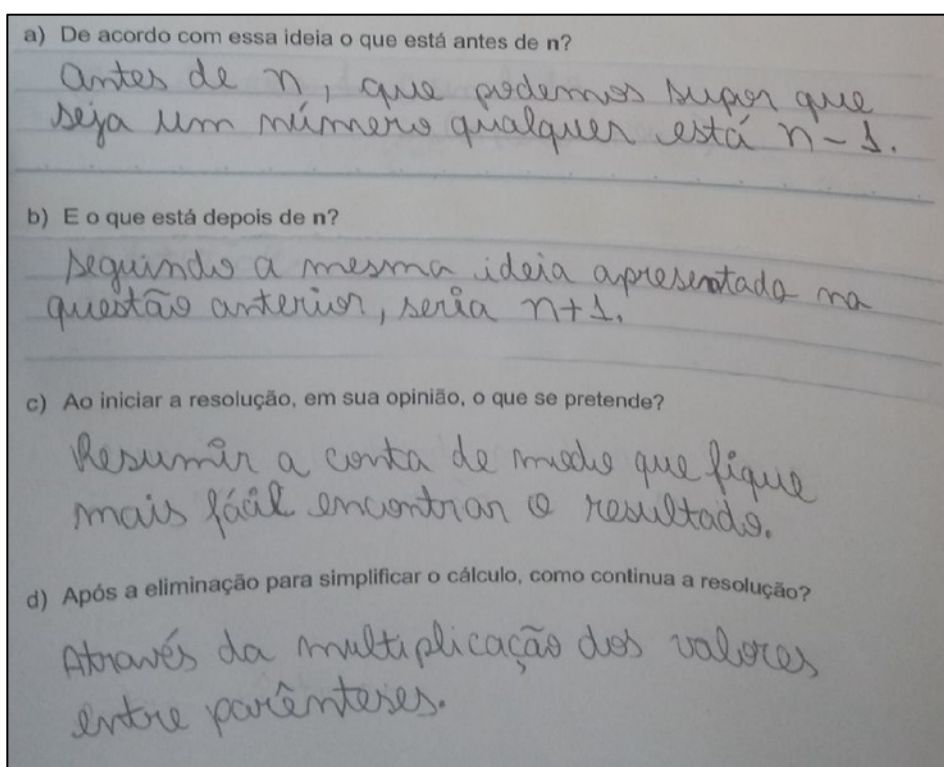 a) De acordo com essa ideia o que está antes de n?
Antes de n, que podemos supor que
seja um número qualquer está n-1.
b) E o que está depois de n?
Seguindo a mesma ideia apresentada na
questão anterior, seria n+1.
c) Ao iniciar a resolução, em sua opinião, o que se pretende?
Resumir a conta de modo que fique
mais fácil encontrar o resultado.
d) Após a eliminação para simplificar o cálculo, como continua a resolução?
Através da multiplicação dos valores
entre parênteses.